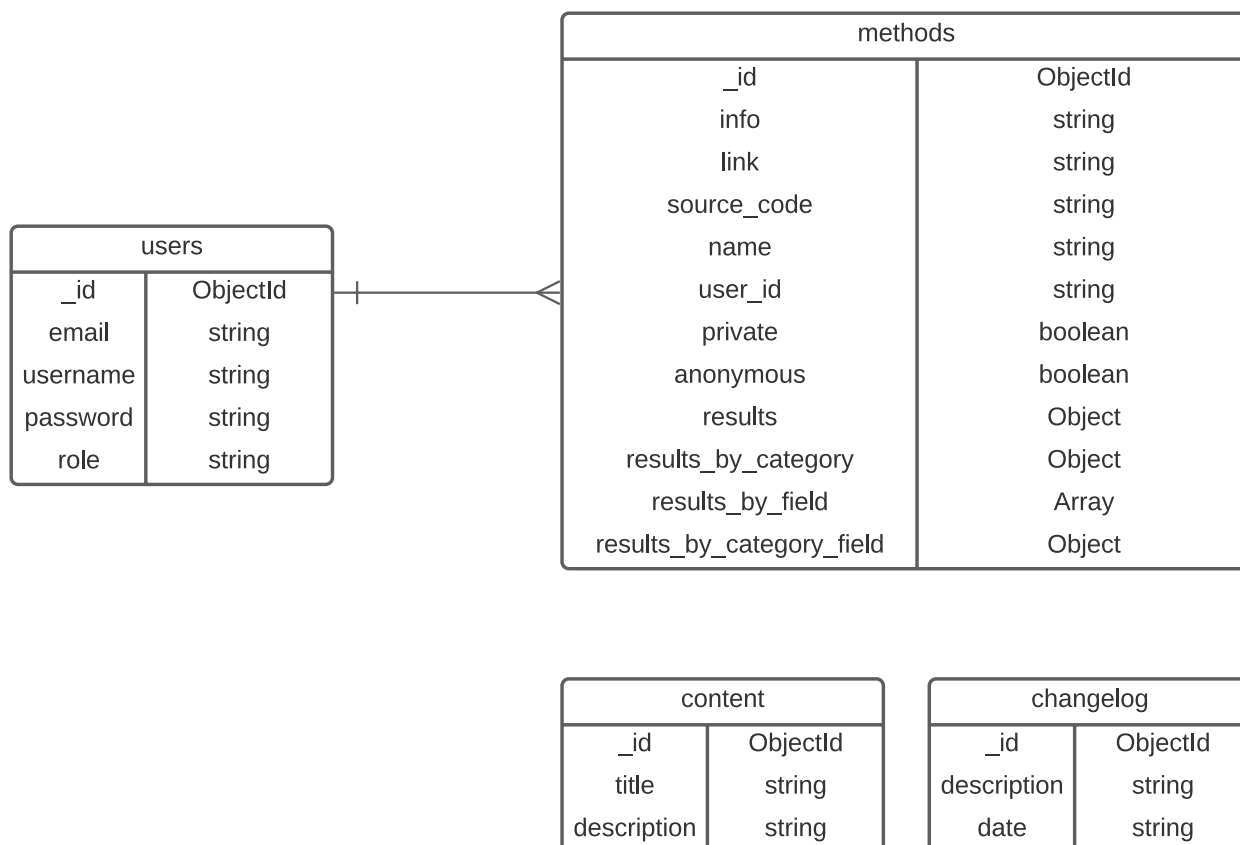 methods
_id ObjectId
info string
link string
source_code string
name string
user_id string
private boolean
anonymous boolean
results Object
results_by_category Object
results_by_field Array
results_by_category_field Object
users
_id ObjectId
email string
username string
password string
role string
content
_id ObjectId
title string
description string
changelog
_id ObjectId
description string
date string